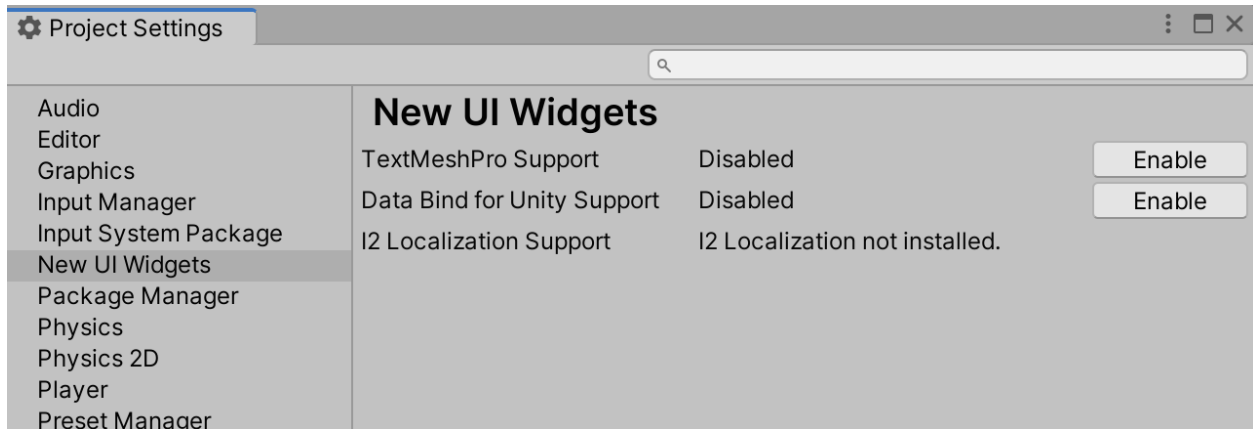 Project Settings
Audio
Editor
Graphics
Input Manager
Input System Package
New UI Widgets
Package Manager
Physics
Physics 2D
Player
Preset Manager
New UI Widgets
TextMeshPro Support Disabled Enable
Data Bind for Unity Support Disabled Enable
I2 Localization Support I2 Localization not installed.